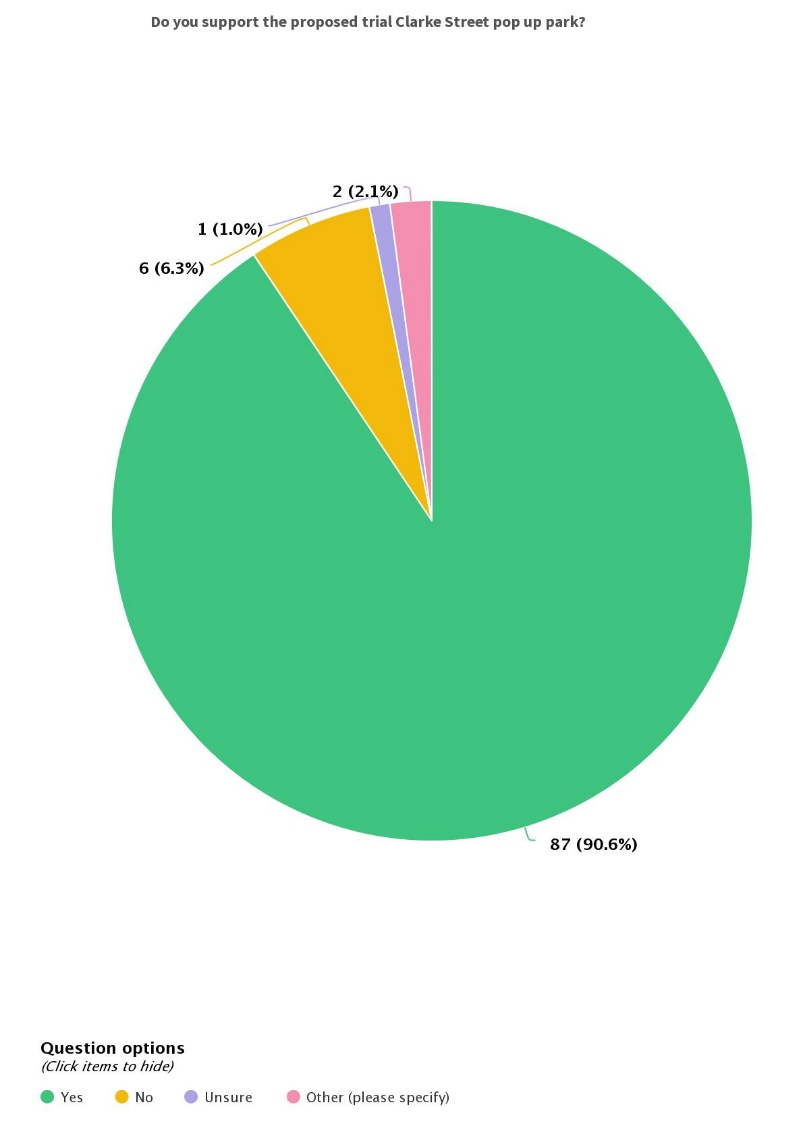 Do you support the proposed trial Clarke Street pop up park?
2 (2.1%)
1 (1.0%)
6 (6.3%)
87 (90.6%)
Question options
(Click items to hide)
Yes No Unsure Other (please specify)